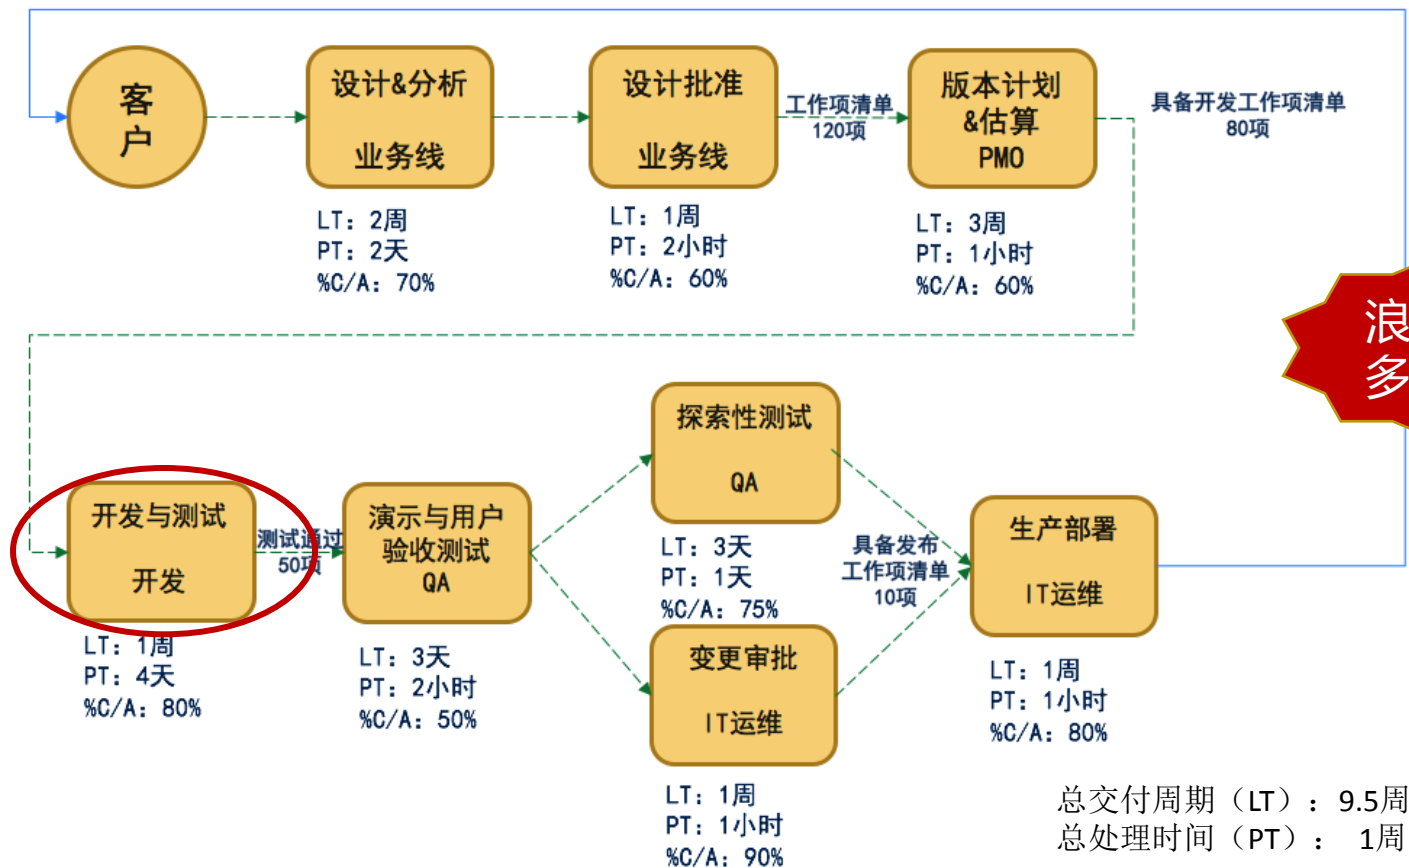 客
户
设计&分析
业务线
LT: 2周
PT: 2天
%C/A: 70%
设计批准
业务线
LT: 1周
PT: 2小时
%C/A: 60%
工作项清单
120项
版本计划
&估算
PMO
LT: 3周
PT: 1小时
%C/A: 60%
具备开发工作项清单
80项
浪
多
开发与测试
开发
LT: 1周
PT: 4天
%C/A: 80%
测试通过
50项
演示与用户
验收测试
QA
LT: 3天
PT: 2小时
%C/A: 50%
探索性测试
QA
LT: 3天
PT: 1天
%C/A: 75%
变更审批
IT运维
LT: 1周
PT: 1小时
%C/A: 90%
具备发布
工作项清单
10项
生产部署
IT运维
LT: 1周
PT: 1小时
%C/A: 80%
总交付周期（LT）：9.5周
总处理时间（PT）： 1周